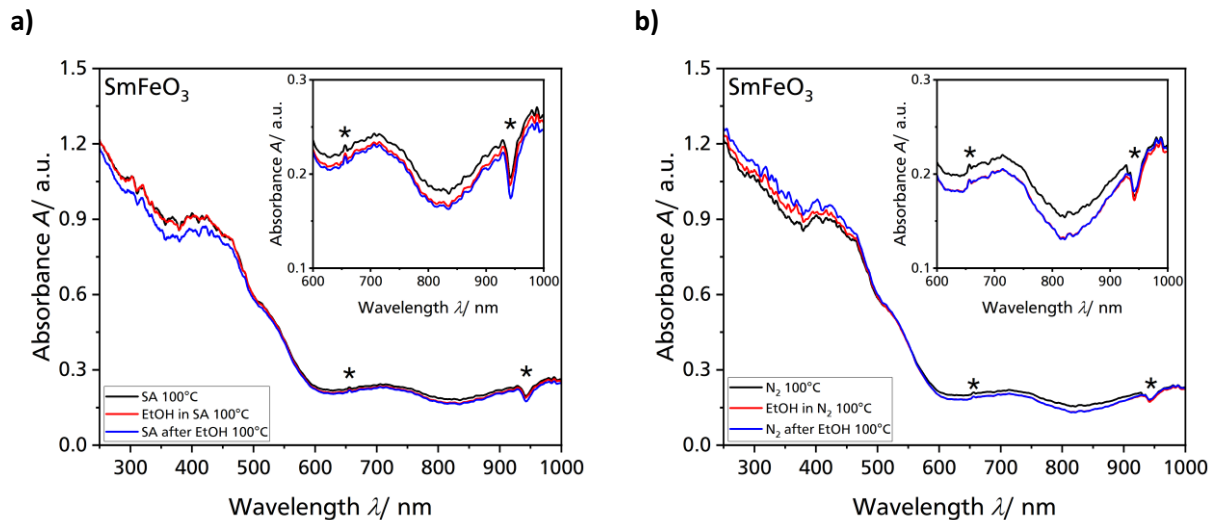 a)
b)
SmFeO₃
1.5
1.2
0.9
0.6
0.3
0.0
Absorbance A/ a.u.
250 300 400 500 600 700 800 900 1000
Wavelength λ/ nm
SA 100°C
EtOH in SA 100°C
SA after EtOH 100°C
* *
0.3
0.2
0.1
Absorbance A/ a.u.
600 700 800 900 1000
Wavelength λ/ nm
* *
SmFeO₃
1.5
1.2
0.9
0.6
0.3
0.0
Absorbance A/ a.u.
300 400 500 600 700 800 900 1000
Wavelength λ/ nm
N₂ 100°C
EtOH in N₂ 100°C
N₂ after EtOH 100°C
* *
0.3
0.2
0.1
Absorbance A/ a.u.
600 700 800 900 1000
Wavelength λ/ nm
* *